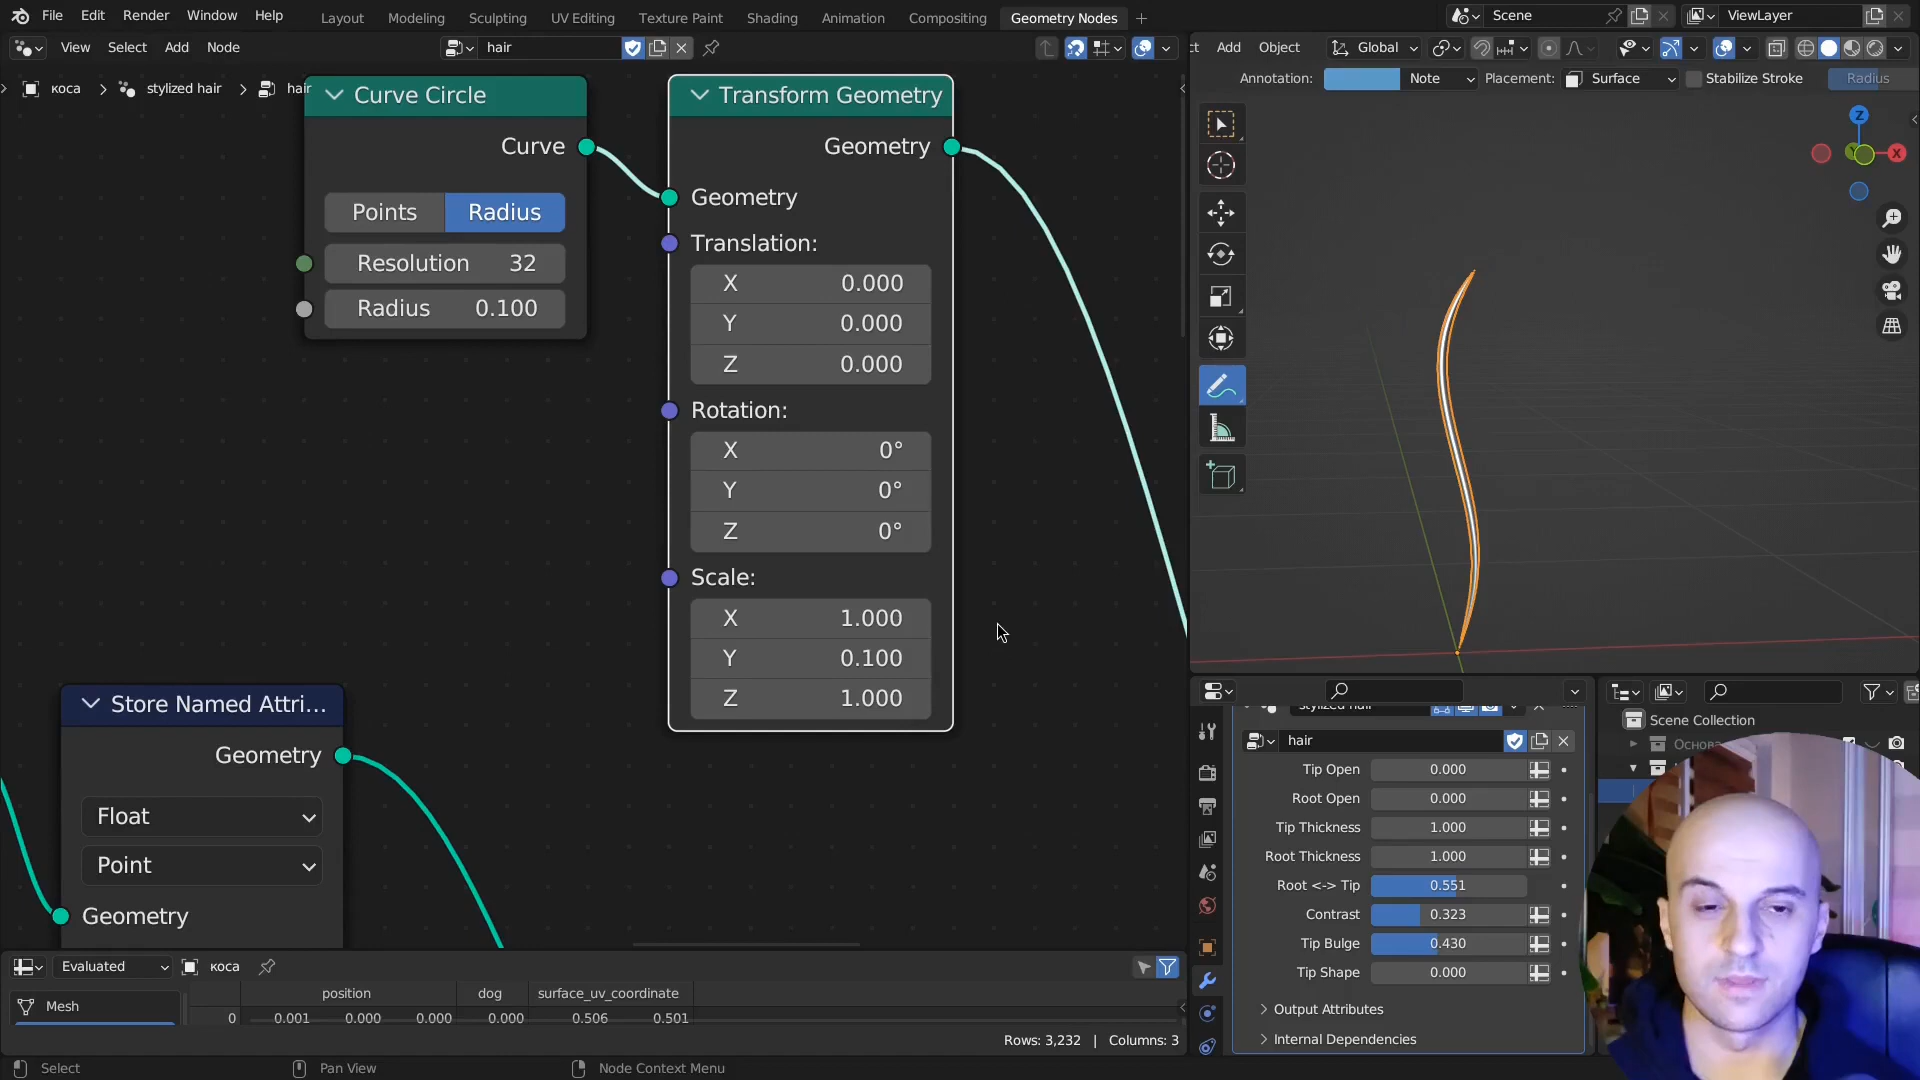 File Edit Render Window Help
Layout Modeling Sculpting UV Editing Texture Paint Shading Animation Compositing Geometry Nodes
Scene
ViewLayer
View Select Add Node
hair
Add Object
Global
Annotation: Note Placement: Surface Stabilize Stroke Radius
коса stylized hair hair
Curve Circle
Curve
Points Radius
Resolution 32
Radius 0.100
Transform Geometry
Geometry
Geometry
Translation:
X 0.000
Y 0.000
Z 0.000
Rotation:
X 0°
Y 0°
Z 0°
Scale:
X 1.000
Y 0.100
Z 1.000
Store Named Attri...
Geometry
Float
Point
Geometry
Z
X
stylized hair
hair
Tip Open 0.000
Root Open 0.000
Tip Thickness 1.000
Root Thickness 1.000
Root <-> Tip 0.551
Contrast 0.323
Tip Bulge 0.430
Tip Shape 0.000
Output Attributes
Internal Dependencies
Scene Collection
Evaluated коса
Mesh
position dog surface_uv_coordinate
0 0.001 0.000 0.000 0.000 0.506 0.501
Rows: 3,232 | Columns: 3
Select Pan View Node Context Menu